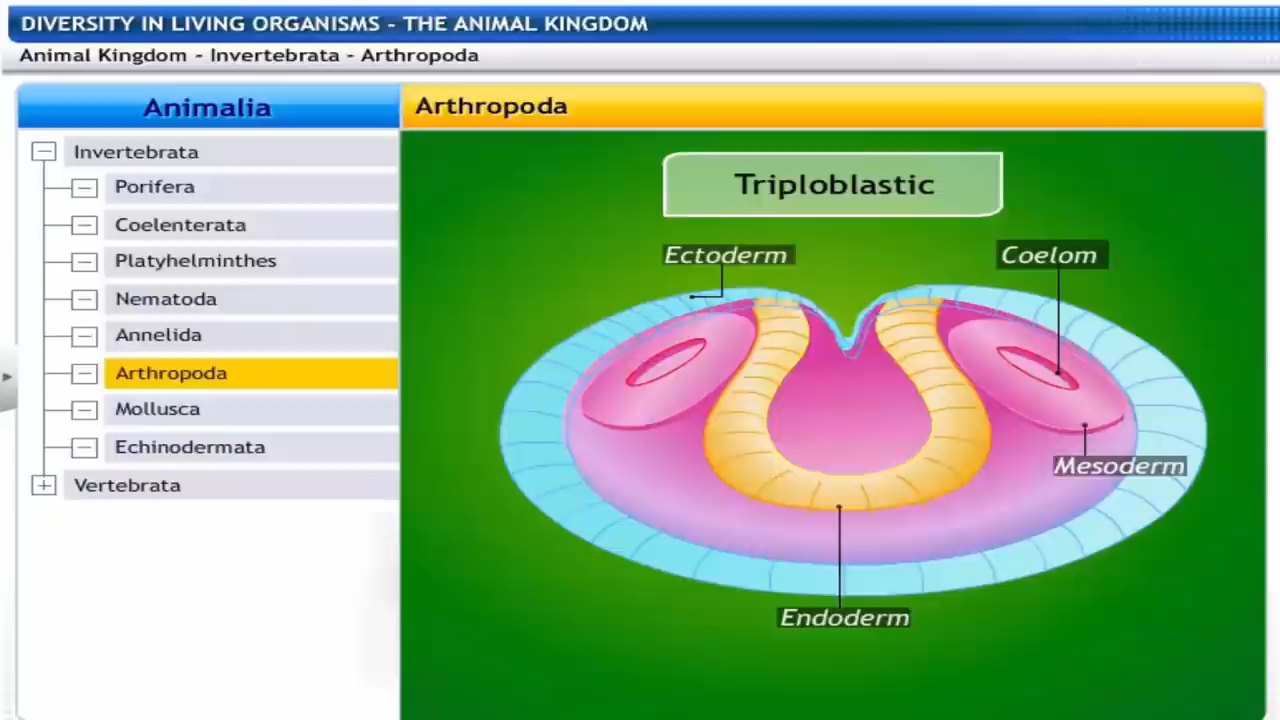 DIVERSITY IN LIVING ORGANISMS - THE ANIMAL KINGDOM
Animal Kingdom - Invertebrata - Arthropoda
Animalia
Invertebrata
Porifera
Coelenterata
Platyhelminthes
Nematoda
Annelida
Arthropoda
Mollusca
Echinodermata
Vertebrata
Arthropoda
Triploblastic
Ectoderm
Coelom
Mesoderm
Endoderm